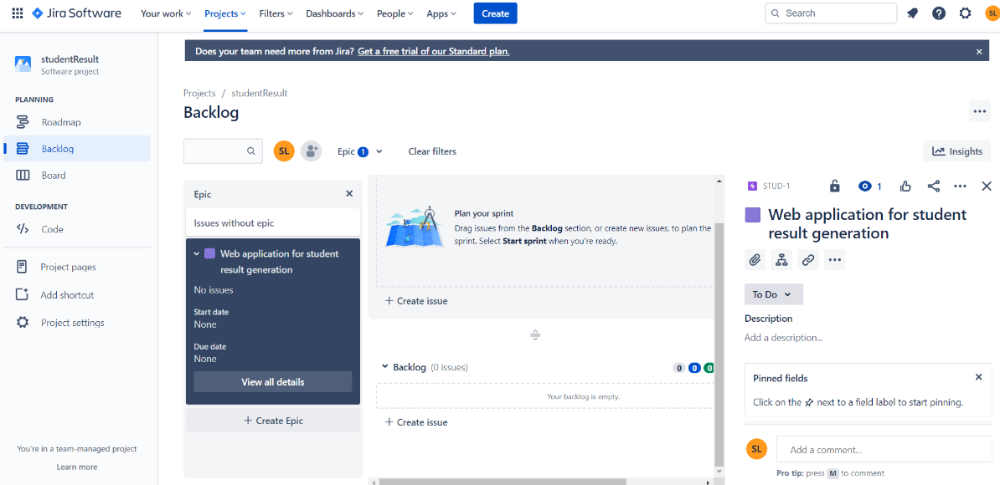 Jira Software Your work Projects Filters Dashboards People Apps Create Search SL
Does your team need more from Jira? Get a free trial of our Standard plan.
studentResult
Software project
PLANNING
Roadmap
Backlog
Board
DEVELOPMENT
Code
Project pages
Add shortcut
Project settings
You're in a team-managed project
Learn more
Projects / studentResult
Backlog
SL Epic 1 Clear filters Insights
Epic
Issues without epic
Web application for student
result generation
No issues
Start date
None
Due date
None
View all details
+ Create Epic
Plan your sprint
Drag issues from the Backlog section, or create new issues, to plan the
sprint. Select Start sprint when you're ready.
+ Create issue
Backlog (0 issues) 0 0 0
Your backlog is empty.
+ Create issue
STUD-1 1
Web application for student
result generation
To Do
Description
Add a description...
Pinned fields
Click on the next to a field label to start pinning.
SL Add a comment...
Pro tip: press M to comment